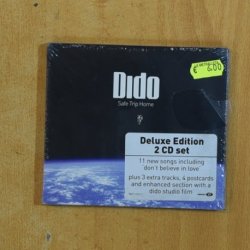 Dido
Safe Trip Home
€ 6.00
Deluxe Edition
2 CD set
11 new songs including
'don't believe in love'
plus 3 extra tracks, 4 postcards
and enhanced section with a
dido studio film